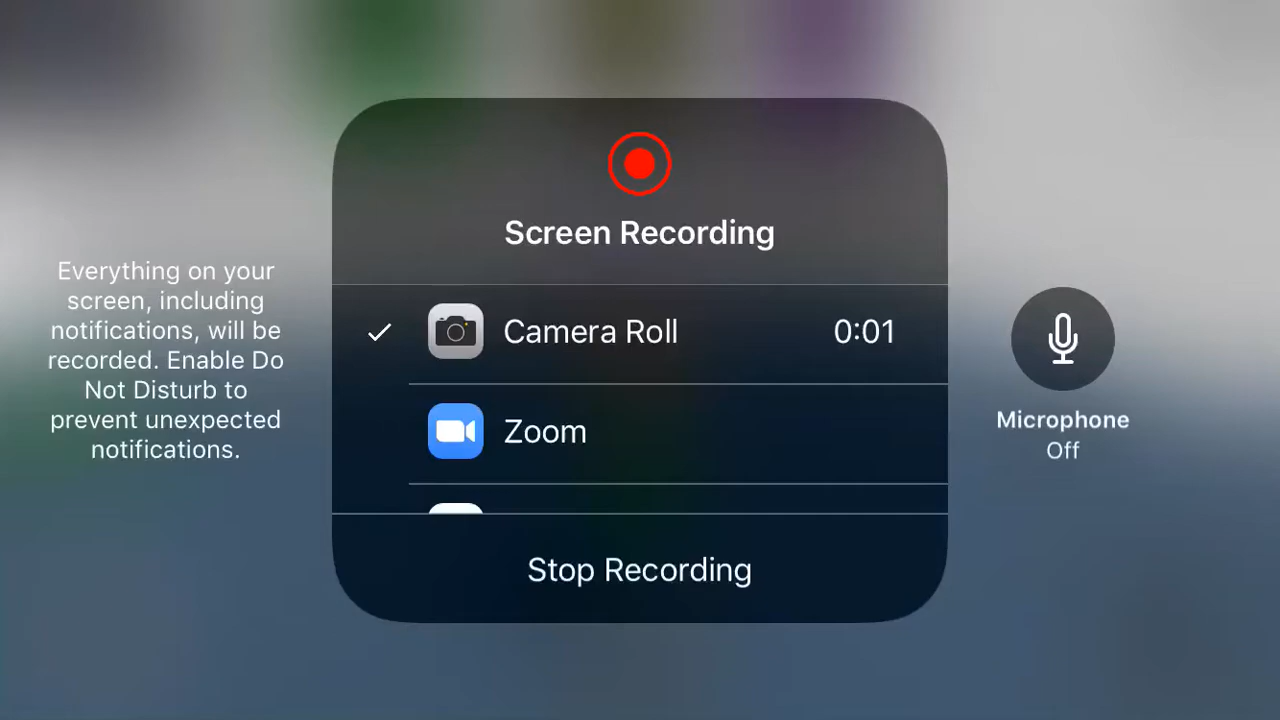 Everything on your
screen, including
notifications, will be
recorded. Enable Do
Not Disturb to
prevent unexpected
notifications.
Screen Recording
Camera Roll 0:01
Zoom
Stop Recording
Microphone
Off